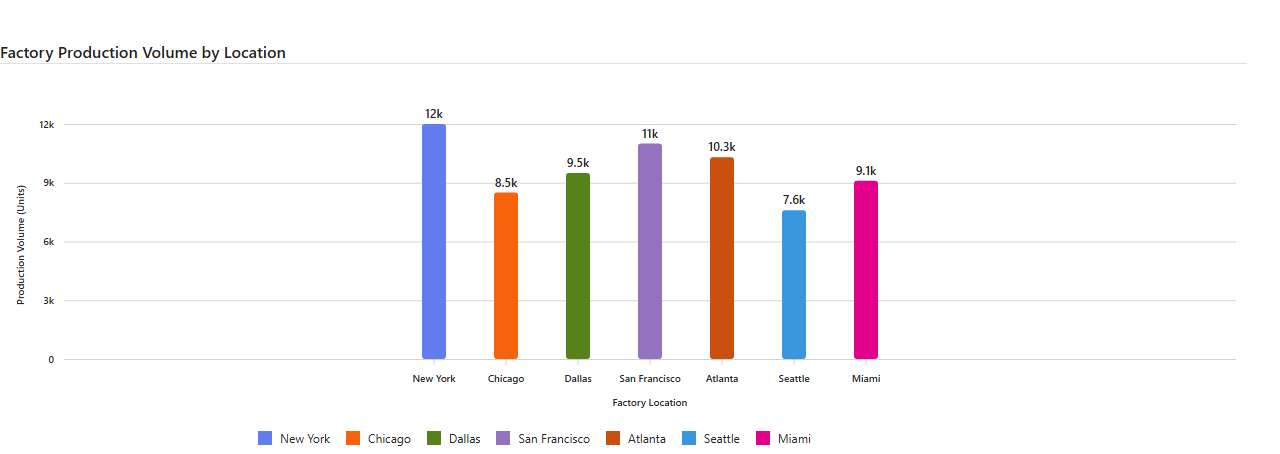 Factory Production Volume by Location
12k
11k
10.3k
9.5k
9.1k
8.5k
7.6k
12k
9k
6k
3k
0
Production Volume (Units)
New York Chicago Dallas San Francisco Atlanta Seattle Miami
Factory Location
New York Chicago Dallas San Francisco Atlanta Seattle Miami